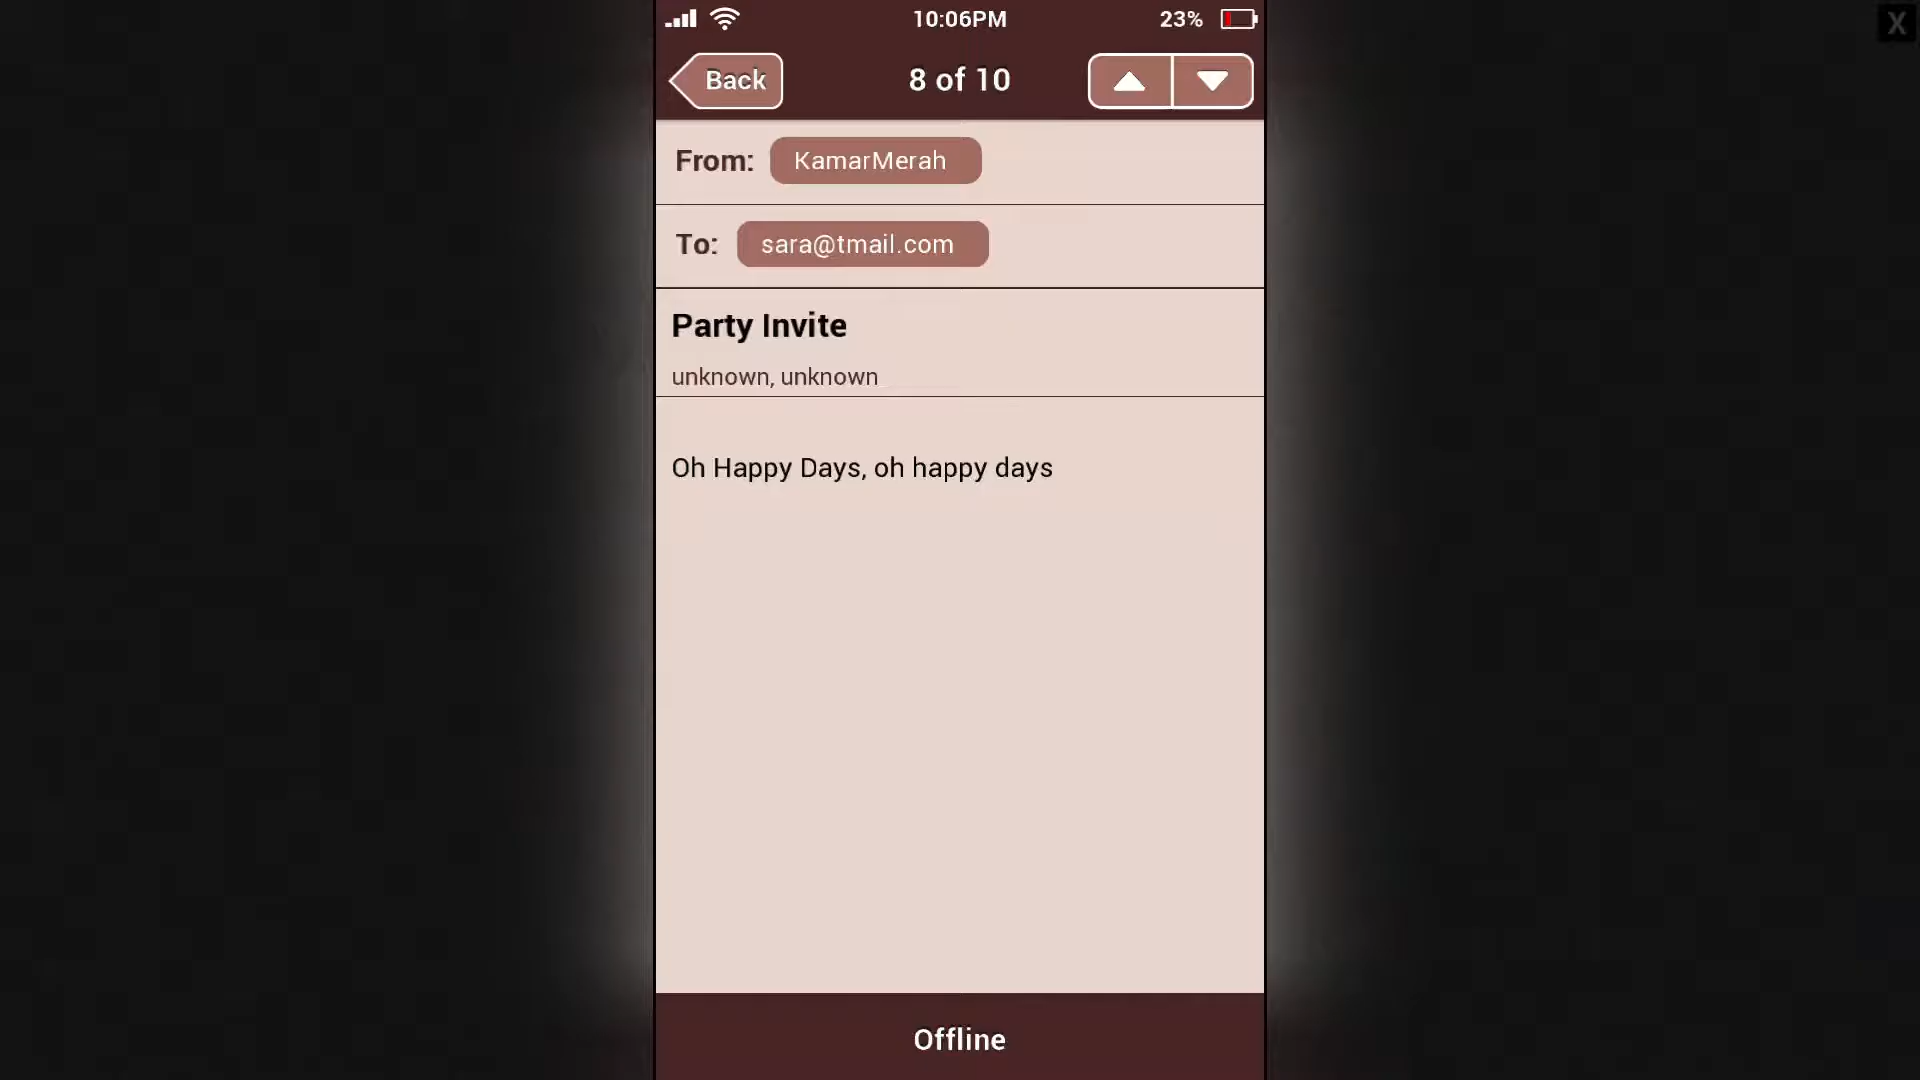 10:06PM 23%
X
Back 8 of 10
From: KamarMerah
To: sara@tmail.com
Party Invite
unknown, unknown
Oh Happy Days, oh happy days
Offline